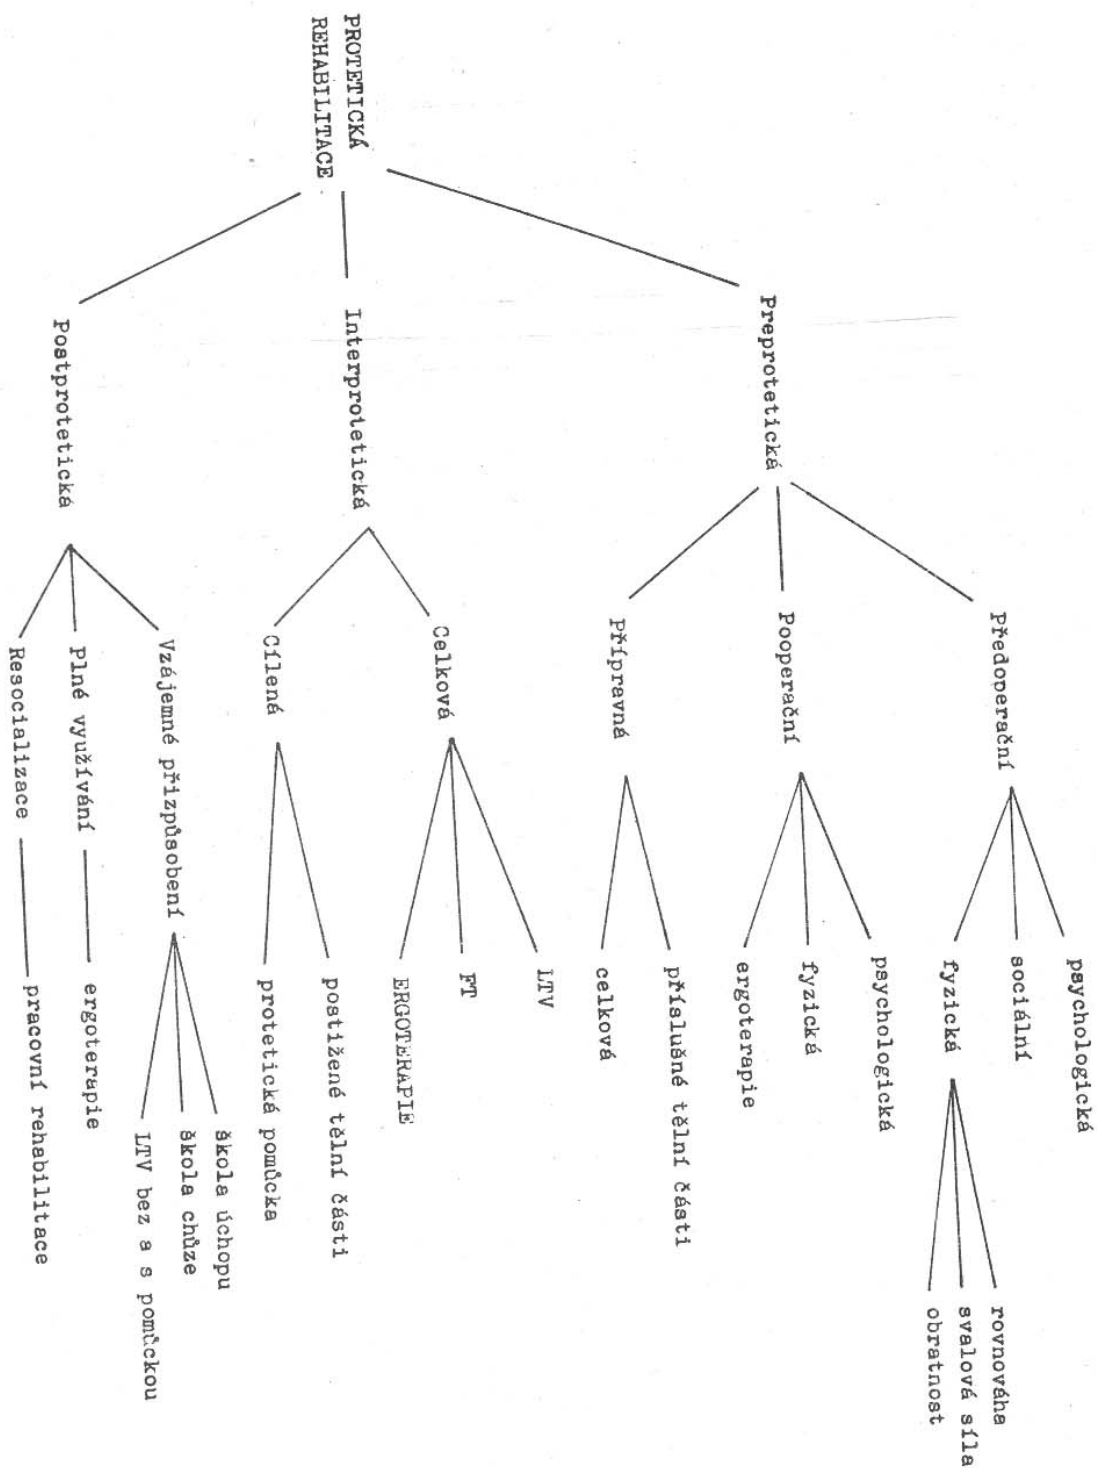 PROTETICKÁ
REHABILITACE
Preprotetická
Předoperační
psychologická
sociální
fyzická
rovnováha
svalová síla
obratnost
Pooperační
psychologická
fyzická
ergoterapie
Přípravná
příslušné tělní části
celková
Interprotetická
Celková
LTV
FT
ERGOTERAPIE
Cílená
postižené tělní části
protetická pomůcka
Postprotetická
Vzájemné přizpůsobení
škola úchopu
škola chůze
LTV bez a s pomůckou
Plné využívání
ergoterapie
Resocializace
pracovní rehabilitace